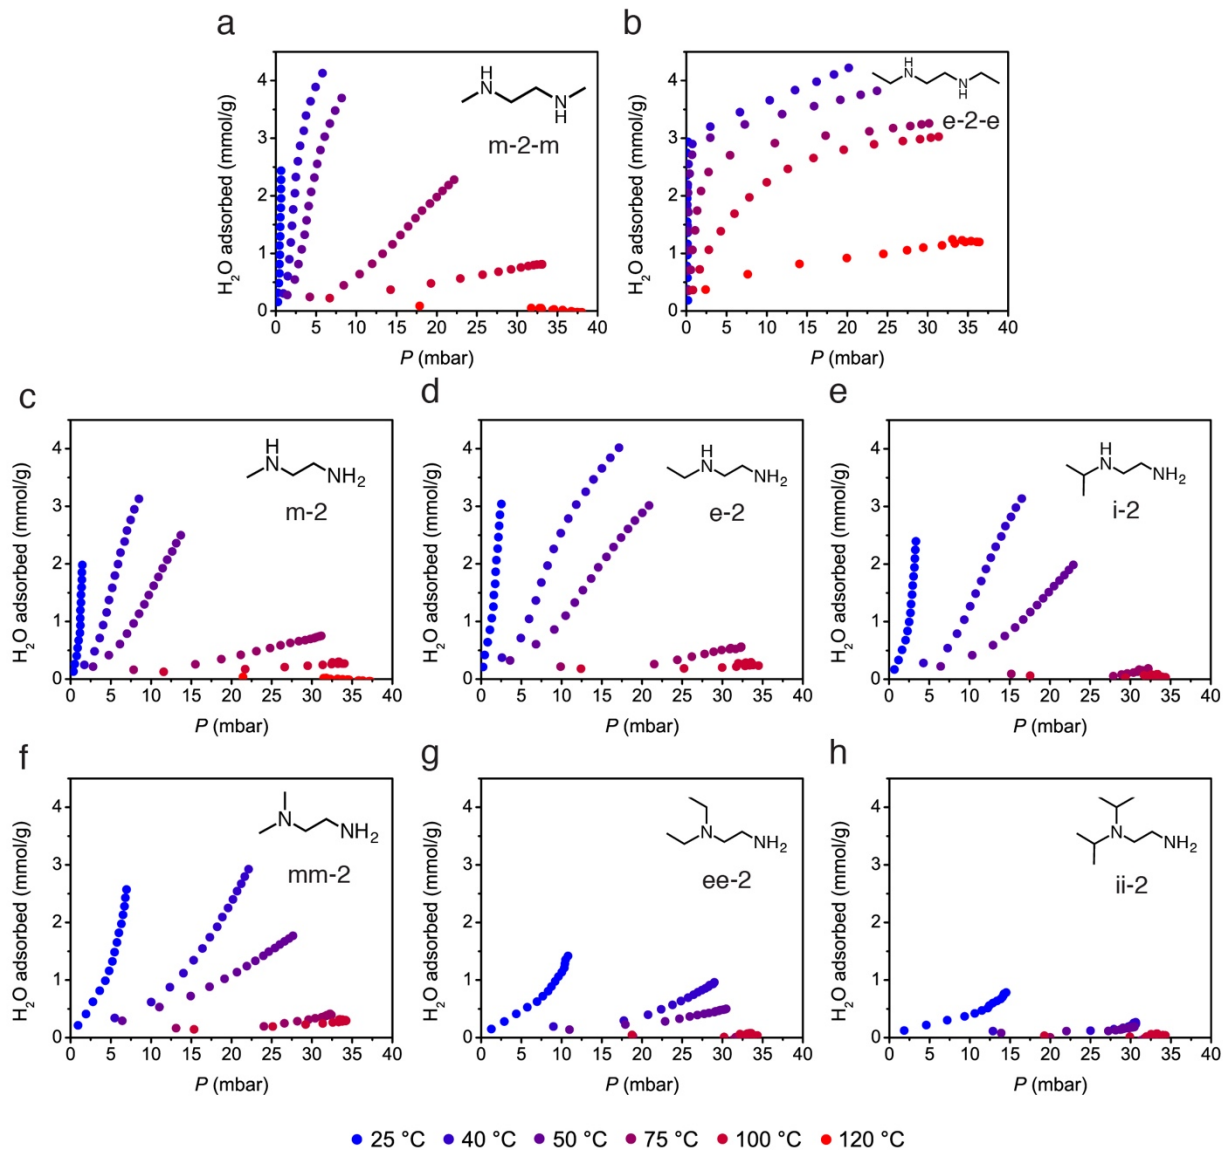 a
b
H₂O adsorbed (mmol/g)
4
3
2
1
0
0 5 10 15 20 25 30 35 40
P (mbar)
H
N
N
H
m-2-m
H₂O adsorbed (mmol/g)
4
3
2
1
0
0 5 10 15 20 25 30 35 40
P (mbar)
H
N
N
H
e-2-e
c
d
e
H₂O adsorbed (mmol/g)
4
3
2
1
0
0 5 10 15 20 25 30 35 40
P (mbar)
H
N
NH₂
m-2
H₂O adsorbed (mmol/g)
4
3
2
1
0
0 5 10 15 20 25 30 35 40
P (mbar)
H
N
NH₂
e-2
H₂O adsorbed (mmol/g)
4
3
2
1
0
0 5 10 15 20 25 30 35 40
P (mbar)
H
N
NH₂
i-2
f
g
h
H₂O adsorbed (mmol/g)
4
3
2
1
0
0 5 10 15 20 25 30 35 40
P (mbar)
N
NH₂
mm-2
H₂O adsorbed (mmol/g)
4
3
2
1
0
0 5 10 15 20 25 30 35 40
P (mbar)
N
NH₂
ee-2
H₂O adsorbed (mmol/g)
4
3
2
1
0
0 5 10 15 20 25 30 35 40
P (mbar)
N
NH₂
ii-2
25 °C 40 °C 50 °C 75 °C 100 °C 120 °C